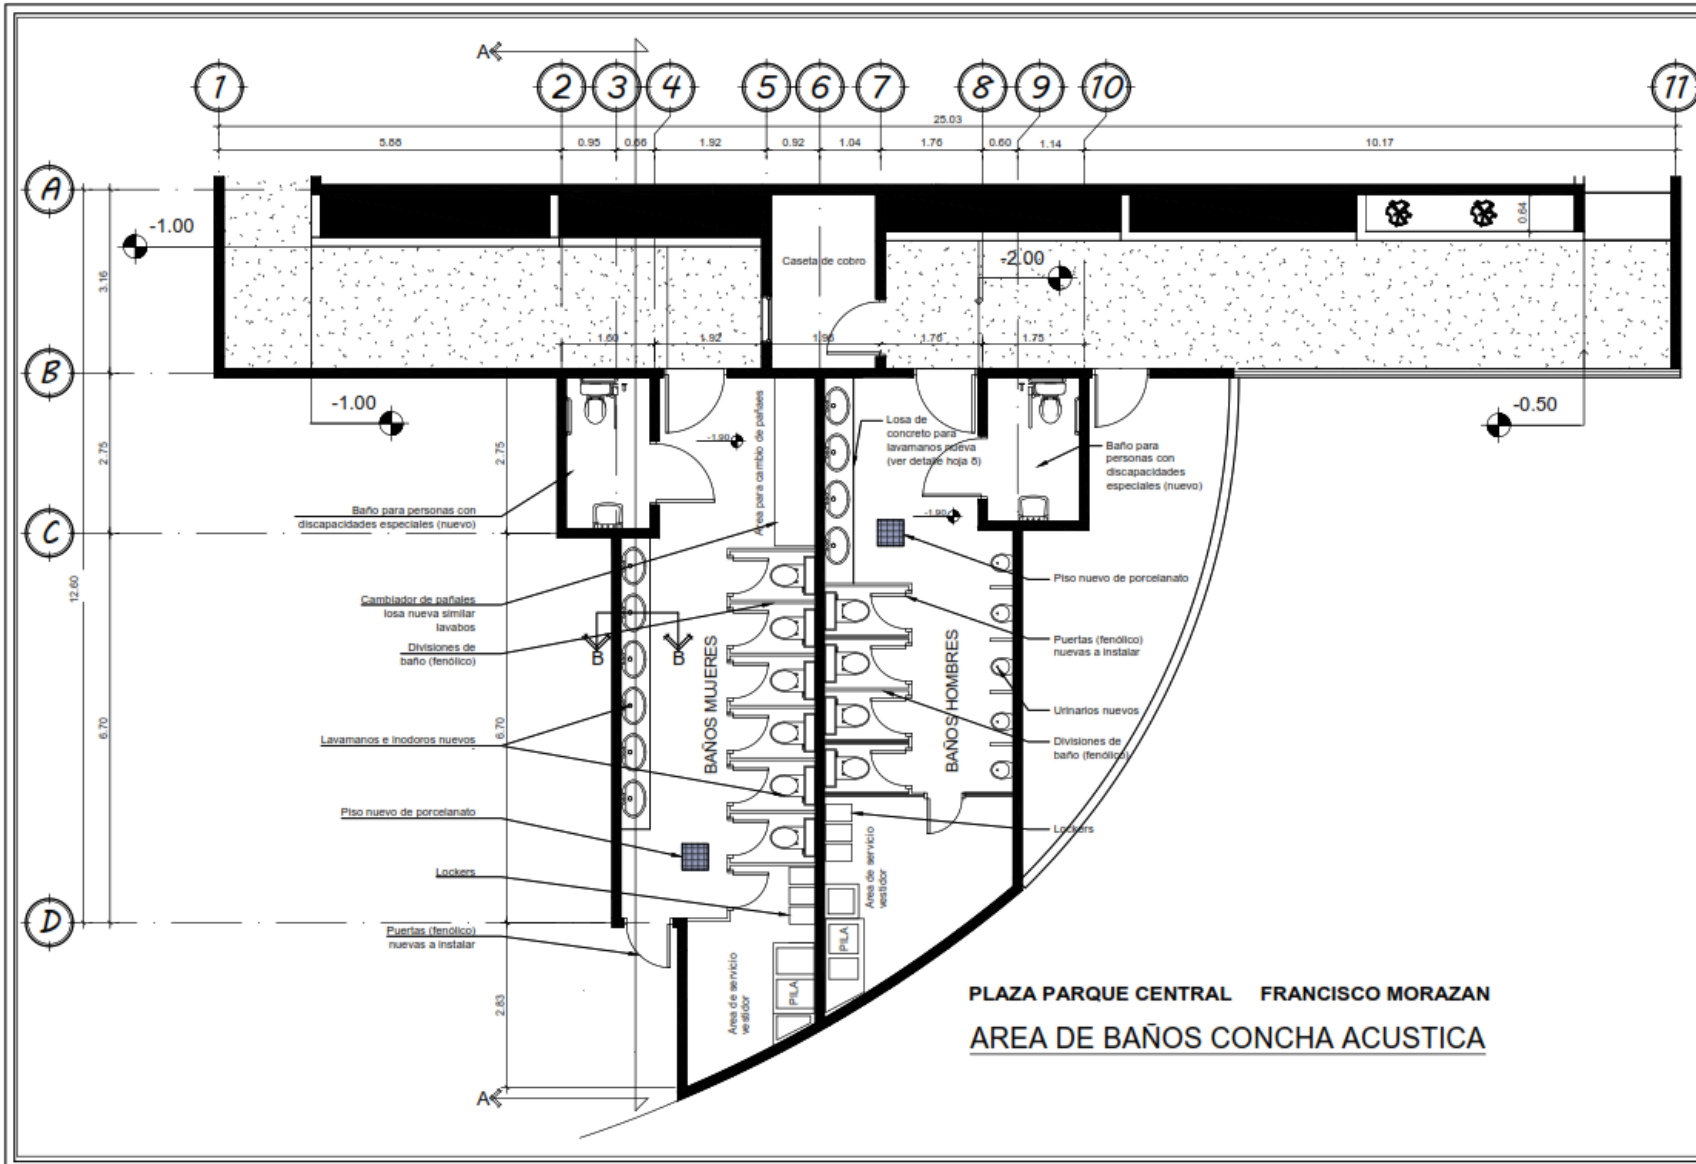 A
1 2 3 4 5 6 7 8 9 10 11
25.03
5.88 0.95 0.66 1.92 0.92 1.04 1.76 0.60 1.14 10.17
A
-1.00
0.64
3.16
Caseta de cobro
-2.00
1.60 1.92 1.96 1.76 1.75
B
-1.00
-0.50
2.75
2.75
-1.90
Area para cambio de pañales
Losa de
concreto para
lavamanos nueva
(ver detalle hoja 8)
Baño para
personas con
discapacidades
especiales (nuevo)
Baño para personas con
discapacidades especiales (nuevo)
-1.90
C
12.60
Piso nuevo de porcelanato
Cambiador de pañales
losa nueva similar
lavabos
Divisiones de
baño (fenólico)
B B
BAÑOS MUJERES
BAÑOS HOMBRES
Puertas (fenólico)
nuevas a instalar
Urinarios nuevos
6.70
6.70
Lavamanos e inodoros nuevos
Divisiones de
baño (fenólico)
Piso nuevo de porcelanato
Lockers
Lockers
Area de servicio
vestidor
D
Puertas (fenólico)
nuevas a instalar
PILA
Area de servicio
vestidor
PILA
2.83
PLAZA PARQUE CENTRAL FRANCISCO MORAZAN
AREA DE BAÑOS CONCHA ACUSTICA
A